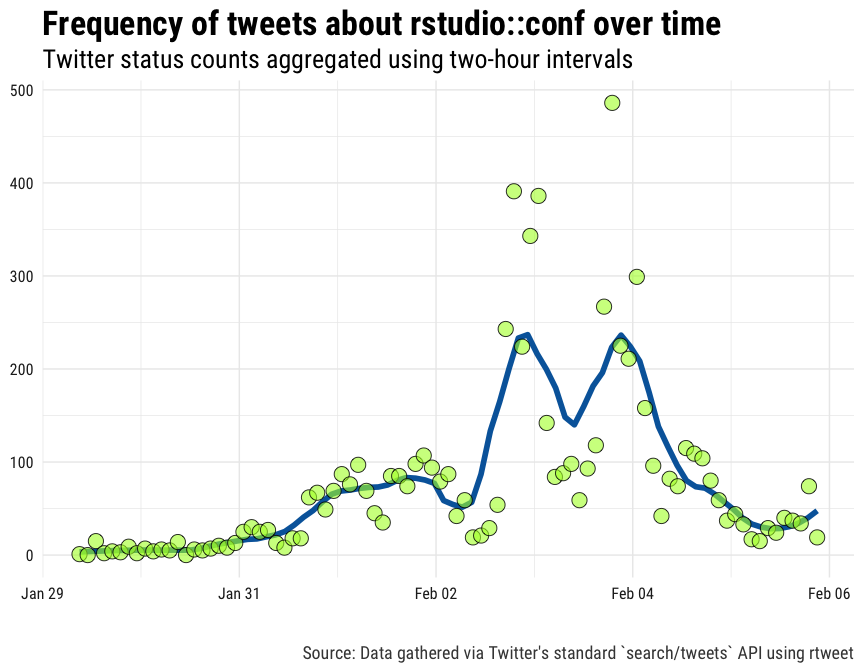 Frequency of tweets about rstudio::conf over time
Twitter status counts aggregated using two-hour intervals
500
400
300
200
100
0
Jan 29 Jan 31 Feb 02 Feb 04 Feb 06
Source: Data gathered via Twitter's standard `search/tweets` API using rtweet